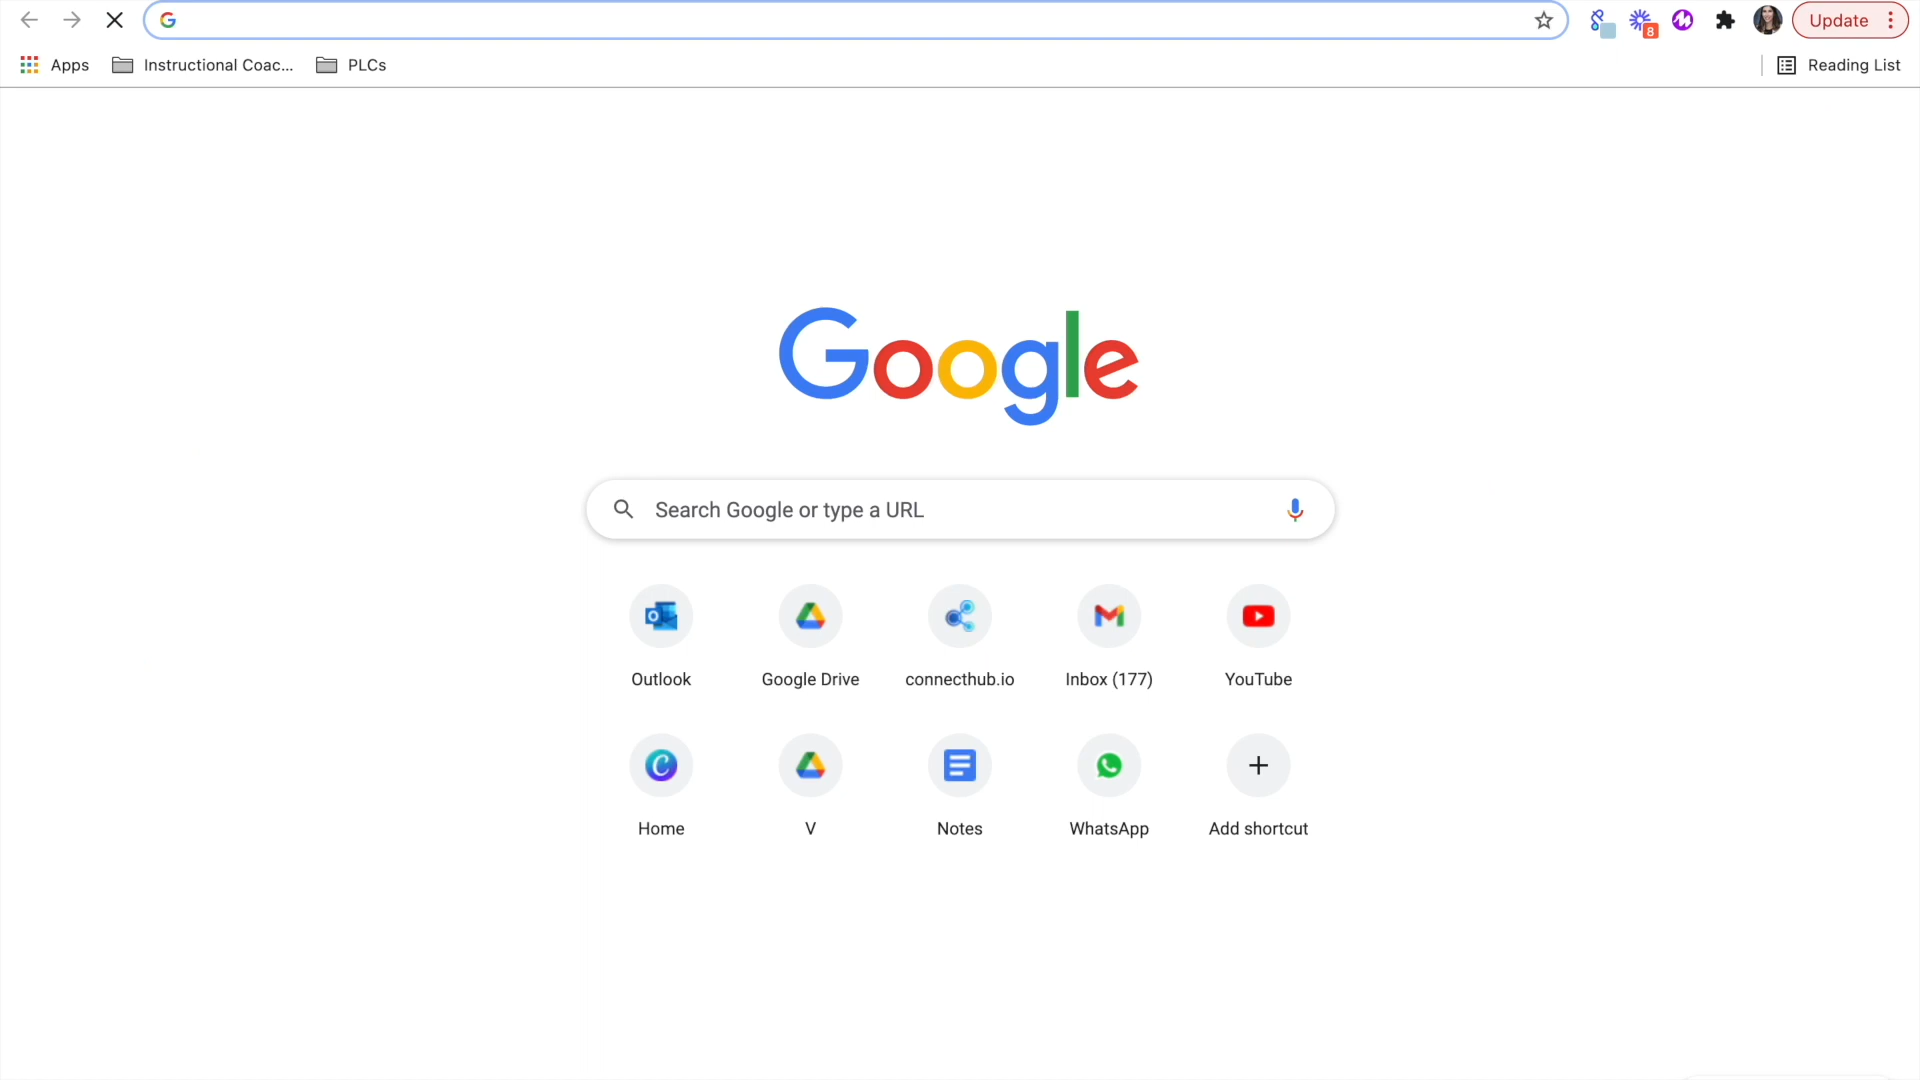 Update
8
Apps
Instructional Coac...
PLCs
Reading List
Google
Search Google or type a URL
Outlook
Google Drive
connecthub.io
Inbox (177)
YouTube
Home
V
Notes
WhatsApp
Add shortcut